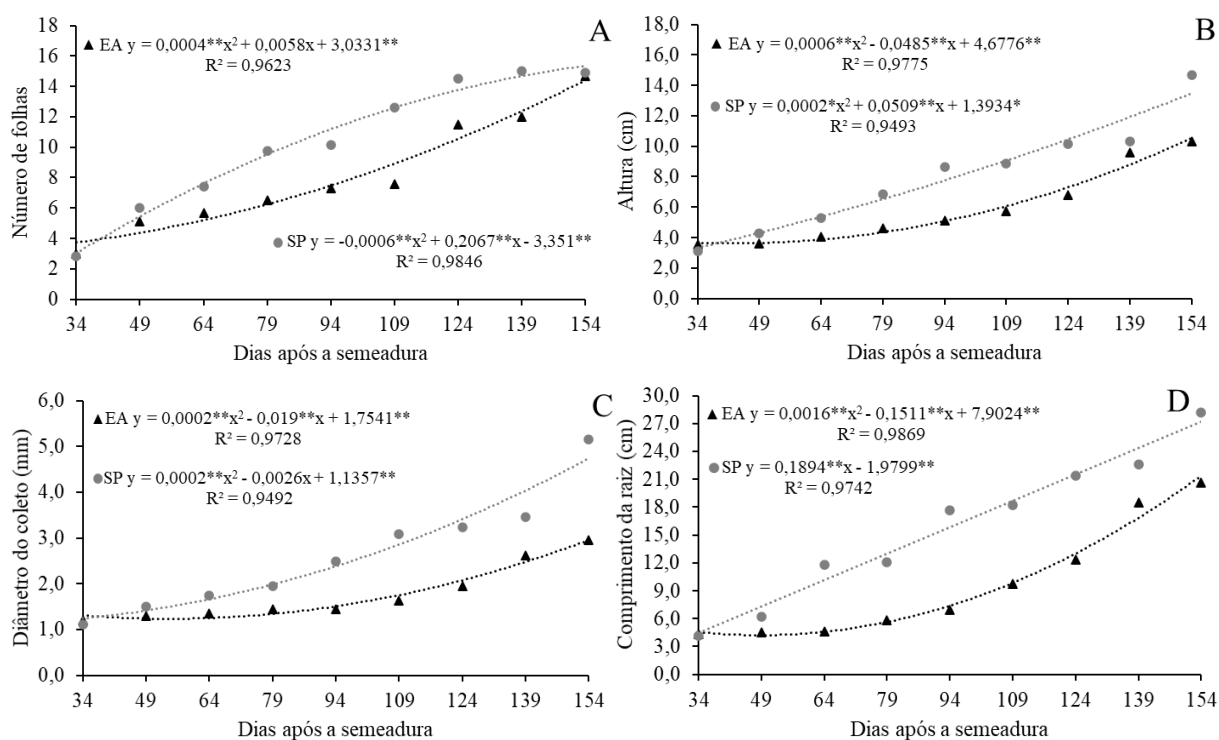 A
▲ EA y = 0,0004**x² + 0,0058x + 3,0331**
R² = 0,9623
SP y = -0,0006**x² + 0,2067**x - 3,351**
R² = 0,9846
Número de folhas
18
16
14
12
10
8
6
4
2
0
34 49 64 79 94 109 124 139 154
Dias após a semeadura
B
▲ EA y = 0,0006**x² - 0,0485**x + 4,6776**
R² = 0,9775
SP y = 0,0002*x² + 0,0509**x + 1,3934*
R² = 0,9493
Altura (cm)
18,0
16,0
14,0
12,0
10,0
8,0
6,0
4,0
2,0
0,0
34 49 64 79 94 109 124 139 154
Dias após a semeadura
C
▲ EA y = 0,0002**x² - 0,019**x + 1,7541**
R² = 0,9728
SP y = 0,0002**x² - 0,0026x + 1,1357**
R² = 0,9492
Diâmetro do coleto (mm)
6,0
5,0
4,0
3,0
2,0
1,0
0,0
34 49 64 79 94 109 124 139 154
Dias após a semeadura
D
▲ EA y = 0,0016**x² - 0,1511**x + 7,9024**
R² = 0,9869
SP y = 0,1894**x - 1,9799**
R² = 0,9742
Comprimento da raiz (cm)
30,0
27,0
24,0
21,0
18,0
15,0
12,0
9,0
6,0
3,0
0,0
34 49 64 79 94 109 124 139 154
Dias após a semeadura